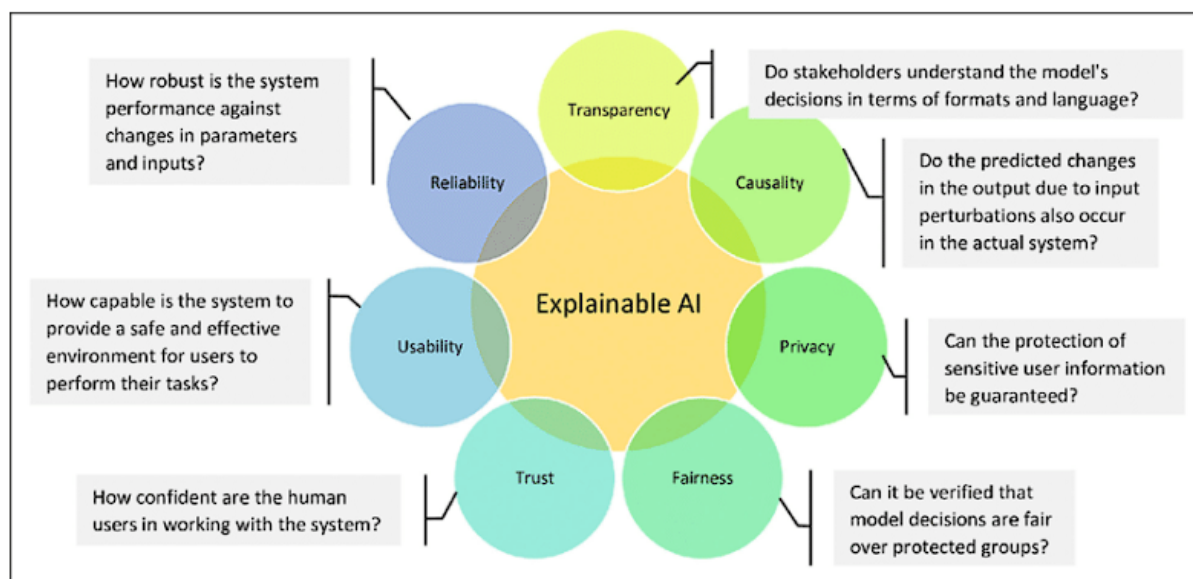 How robust is the system
performance against
changes in parameters
and inputs?
Transparency
Do stakeholders understand the model's
decisions in terms of formats and language?
Reliability
Causality
Do the predicted changes
in the output due to input
perturbations also occur
in the actual system?
How capable is the system to
provide a safe and effective
environment for users to
perform their tasks?
Usability
Explainable AI
Privacy
Can the protection of
sensitive user information
be guaranteed?
How confident are the human
users in working with the system?
Trust
Fairness
Can it be verified that
model decisions are fair
over protected groups?